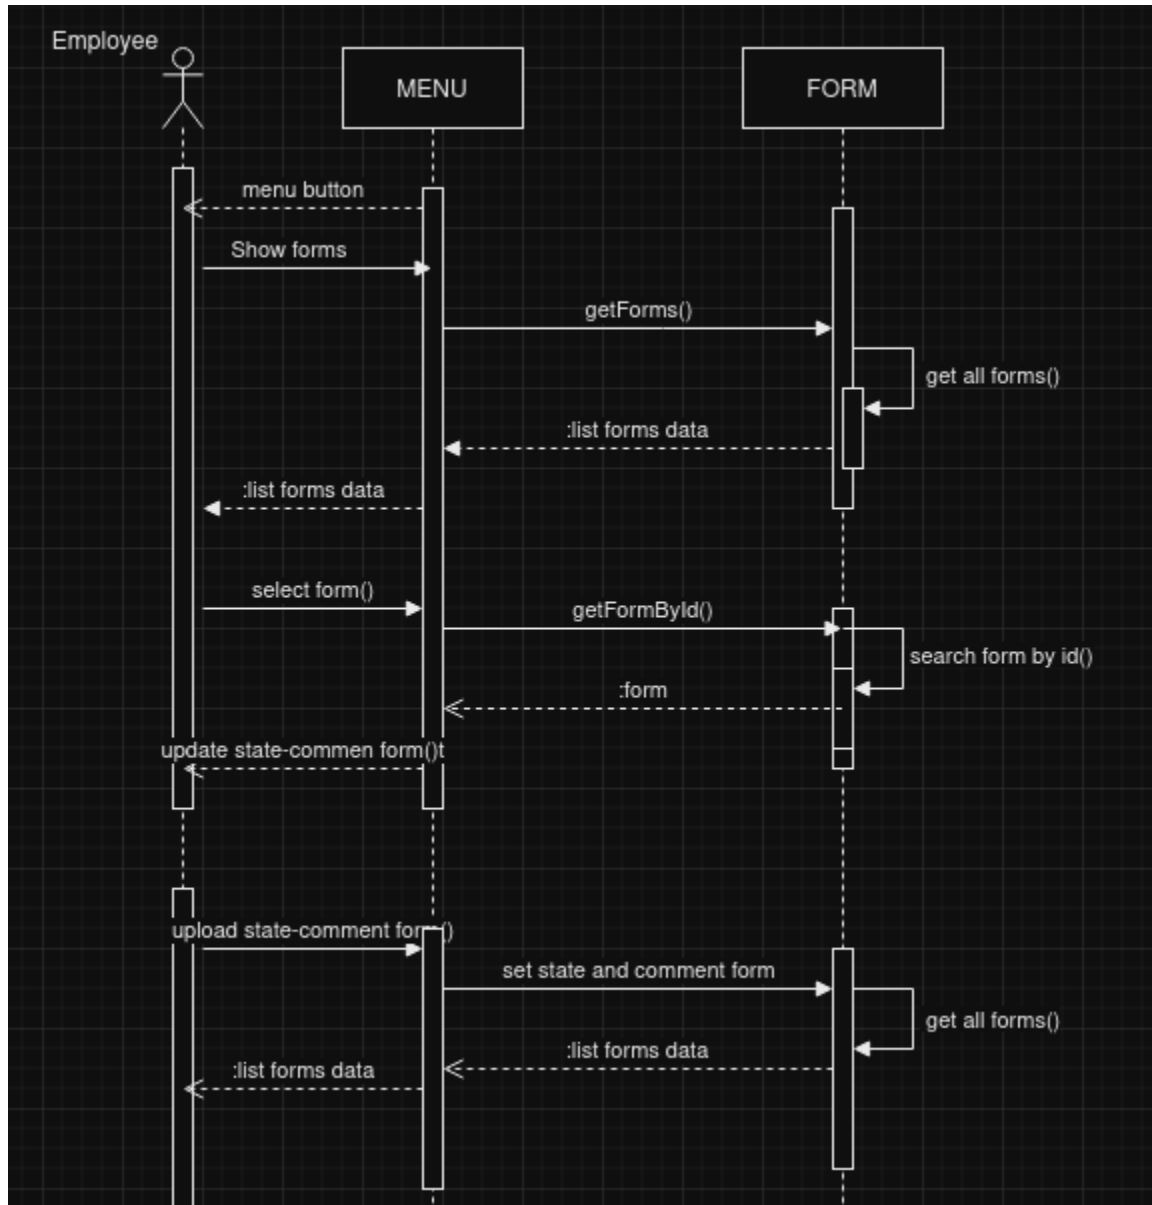 Employee
MENU
FORM
menu button
Show forms
getForms()
get all forms()
:list forms data
:list forms data
select form()
getFormById()
search form by id()
:form
update state-commen form()t
upload state-comment form()
set state and comment form
get all forms()
:list forms data
:list forms data